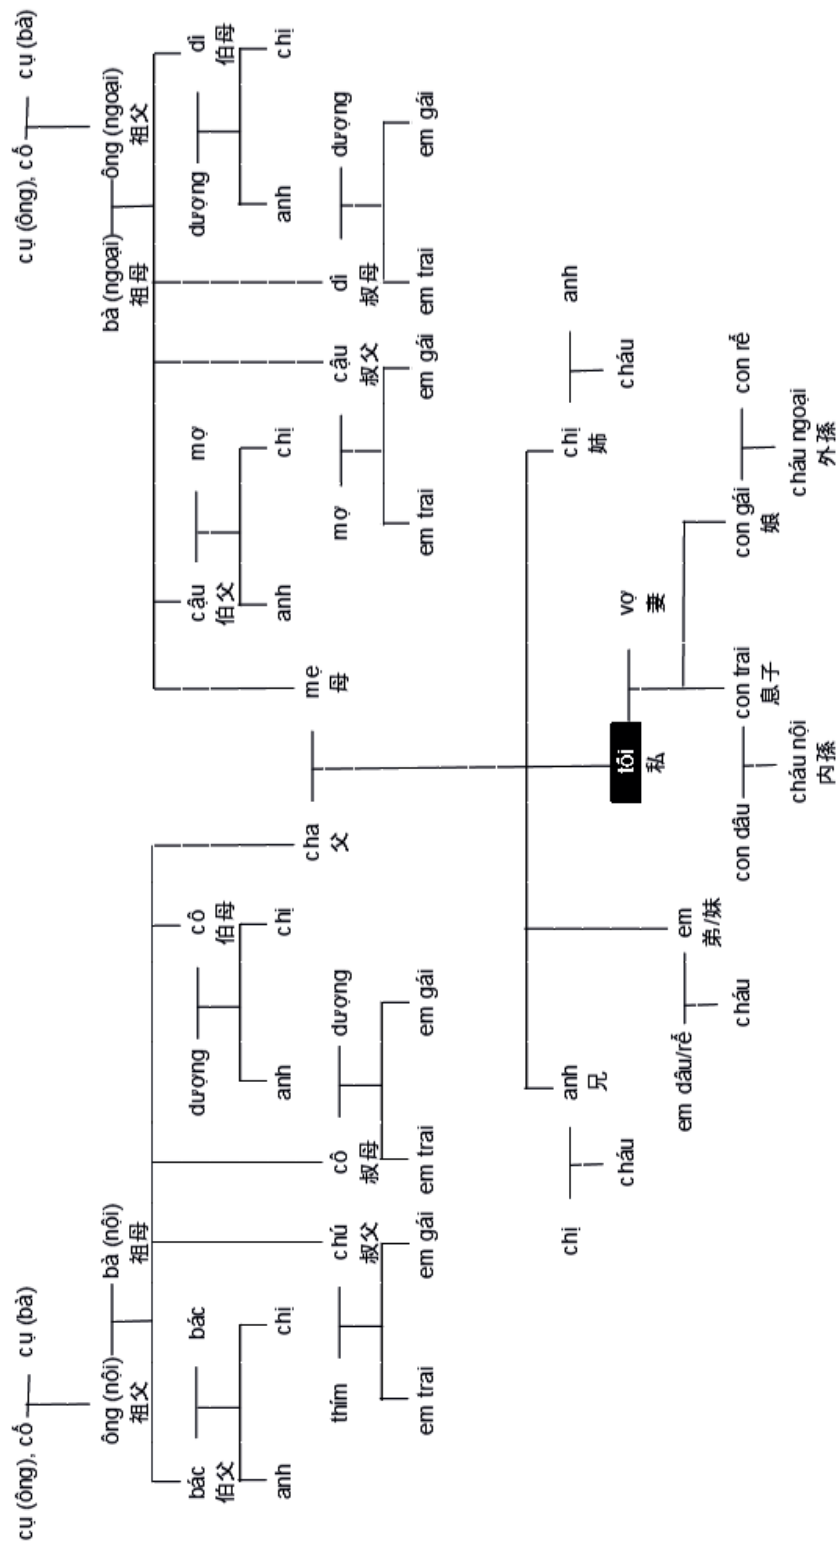 cụ (ông), cố cụ (bà) cụ (ông), cố cụ (bà)
ông (nội) bà (nội) bà (ngoại) ông (ngoại)
祖父 祖母 祖母 祖父
bác bác dượng cô cậu mợ dượng dì
伯父 伯母 伯父 伯母
anh chị anh chị anh chị anh chị
cha mẹ
父 母
thím chú cô dượng mợ cậu dì dượng
叔父 叔母 叔父 叔母
em trai em gái em trai em gái em trai em gái em trai em gái
chị anh chị anh
兄 姉
cháu tôi vợ cháu
私 妻
em dâu/rễ em
弟/妹
cháu con dâu con trai con gái con rễ
息子 娘
cháu nội cháu ngoại
内孫 外孫